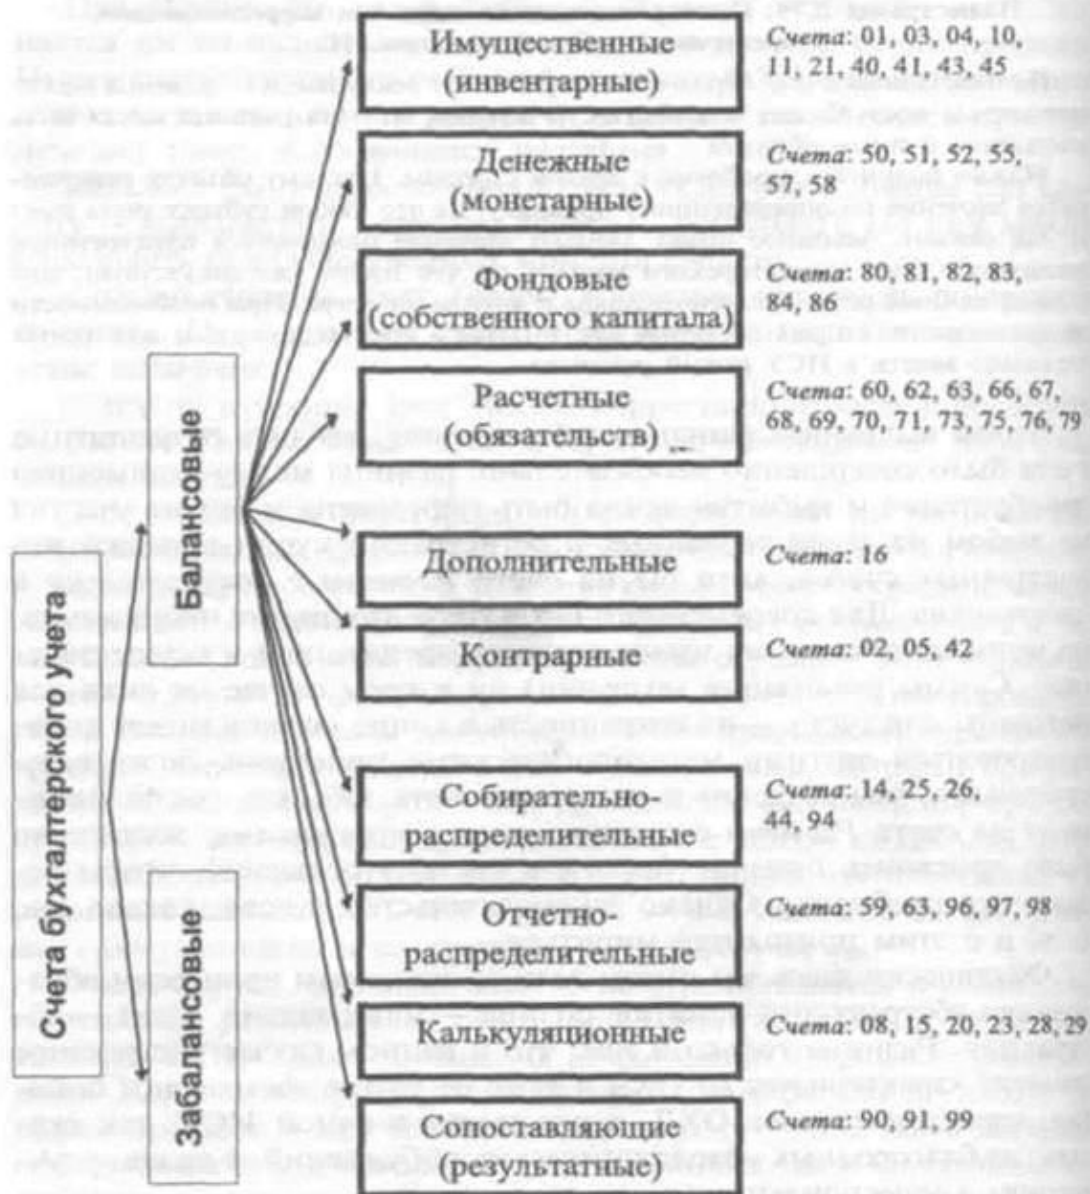 Счета бухгалтерского учета
Балансовые
Забалансовые
Имущественные
(инвентарные)
Счета: 01, 03, 04, 10,
11, 21, 40, 41, 43, 45
Денежные
(монетарные)
Счета: 50, 51, 52, 55,
57, 58
Фондовые
(собственного капитала)
Счета: 80, 81, 82, 83,
84, 86
Расчетные
(обязательств)
Счета: 60, 62, 63, 66, 67,
68, 69, 70, 71, 73, 75, 76, 79
Дополнительные
Счета: 16
Контрарные
Счета: 02, 05, 42
Собирательно-
распределительные
Счета: 14, 25, 26,
44, 94
Отчетно-
распределительные
Счета: 59, 63, 96, 97, 98
Калькуляционные
Счета: 08, 15, 20, 23, 28, 29
Сопоставляющие
(результатные)
Счета: 90, 91, 99